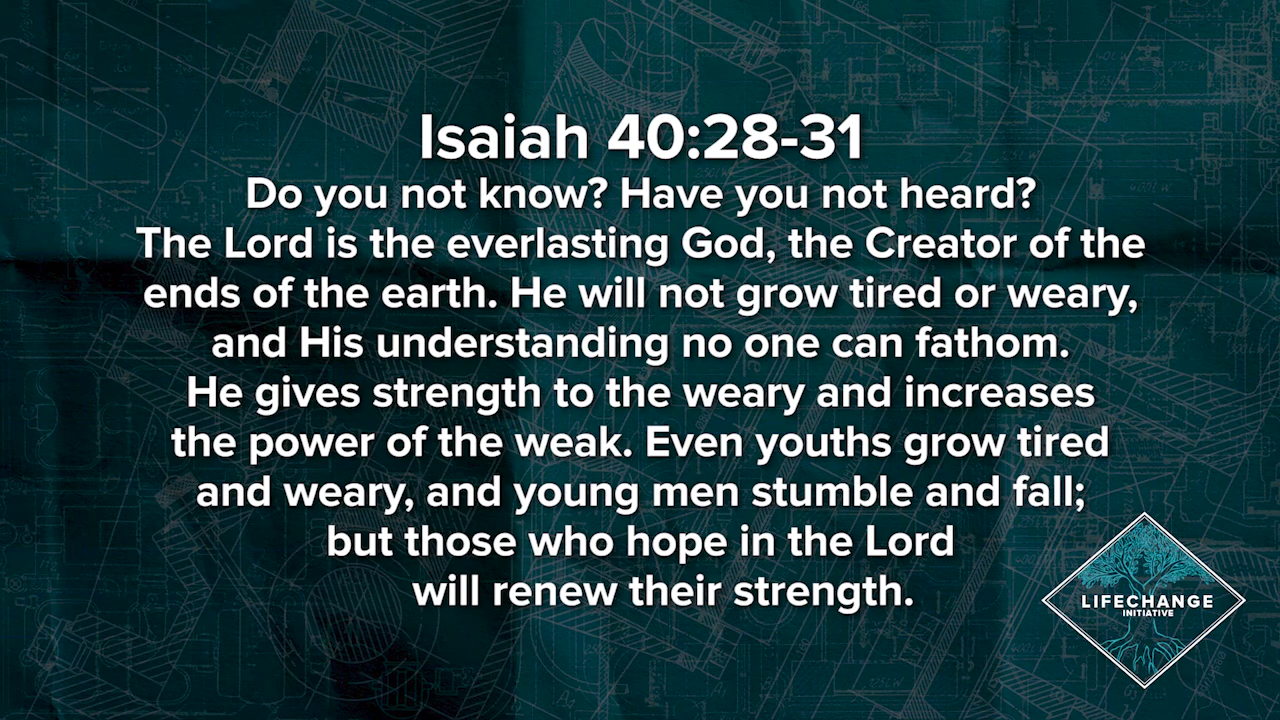 Isaiah 40:28-31
Do you not know? Have you not heard?
The Lord is the everlasting God, the Creator of the
ends of the earth. He will not grow tired or weary,
and His understanding no one can fathom.
He gives strength to the weary and increases
the power of the weak. Even youths grow tired
and weary, and young men stumble and fall;
but those who hope in the Lord
will renew their strength.
LIFECHANGE
INITIATIVE